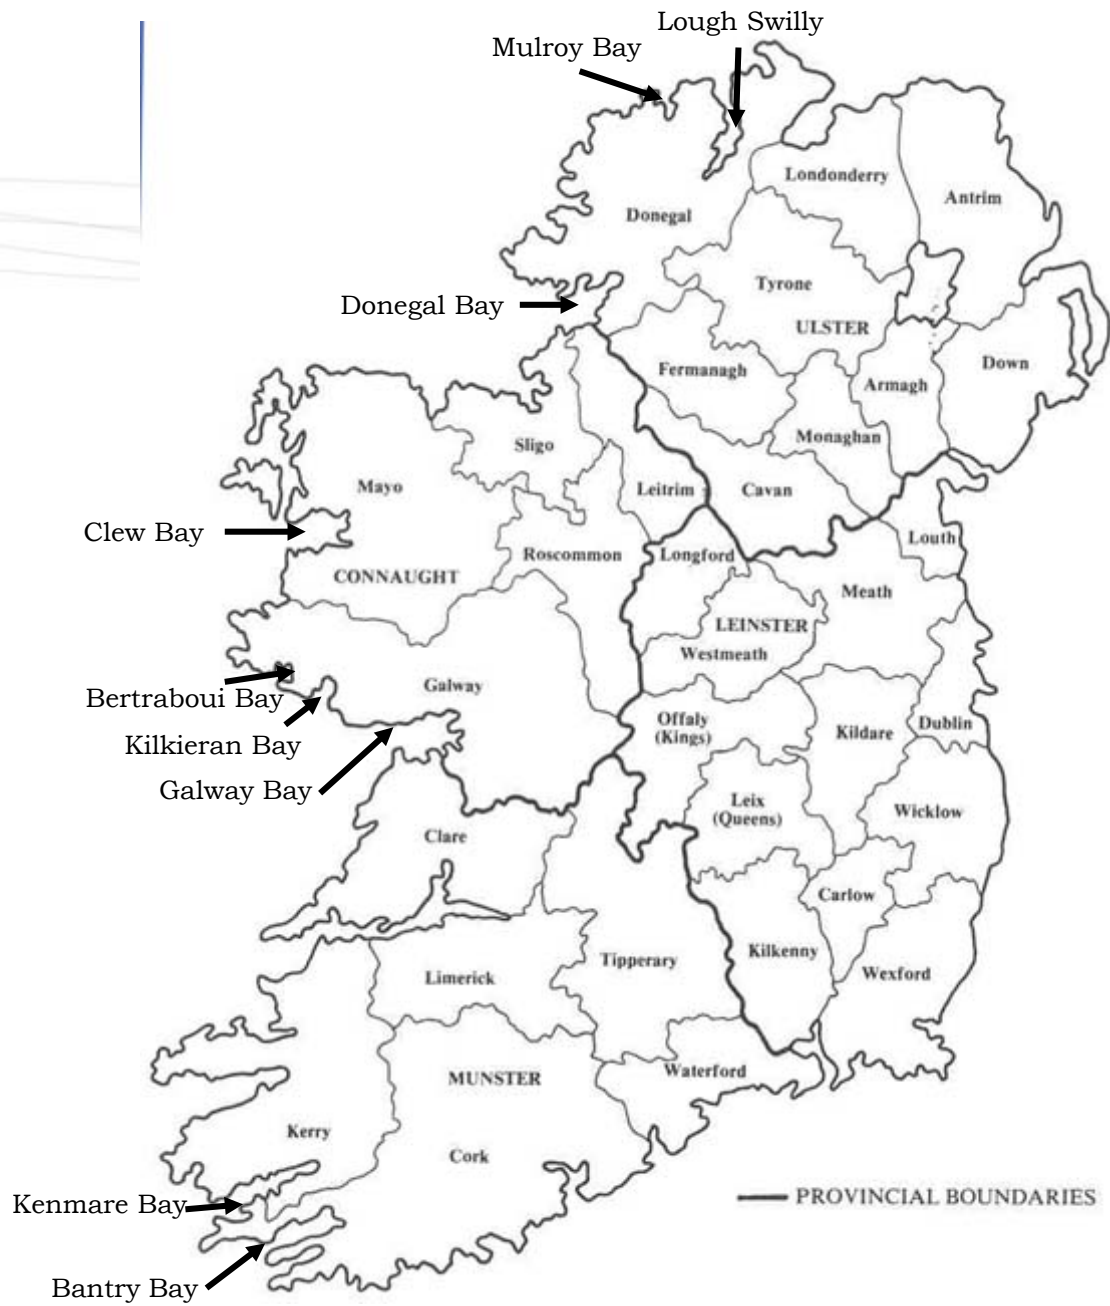 Lough Swilly
Mulroy Bay
Londonderry
Antrim
Donegal
Tyrone
Donegal Bay
ULSTER
Fermanagh
Down
Armagh
Monaghan
Sligo
Mayo
Leitrim
Cavan
Clew Bay
Louth
Longford
Roscommon
CONNAUGHT
Meath
LEINSTER
Westmeath
Galway
Bertraboui Bay
Offaly
(Kings)
Dublin
Kildare
Kilkieran Bay
Galway Bay
Leix
(Queens)
Wicklow
Clare
Carlow
Kilkenny
Tipperary
Wexford
Limerick
Waterford
MUNSTER
Kerry
Cork
PROVINCIAL BOUNDARIES
Kenmare Bay
Bantry Bay